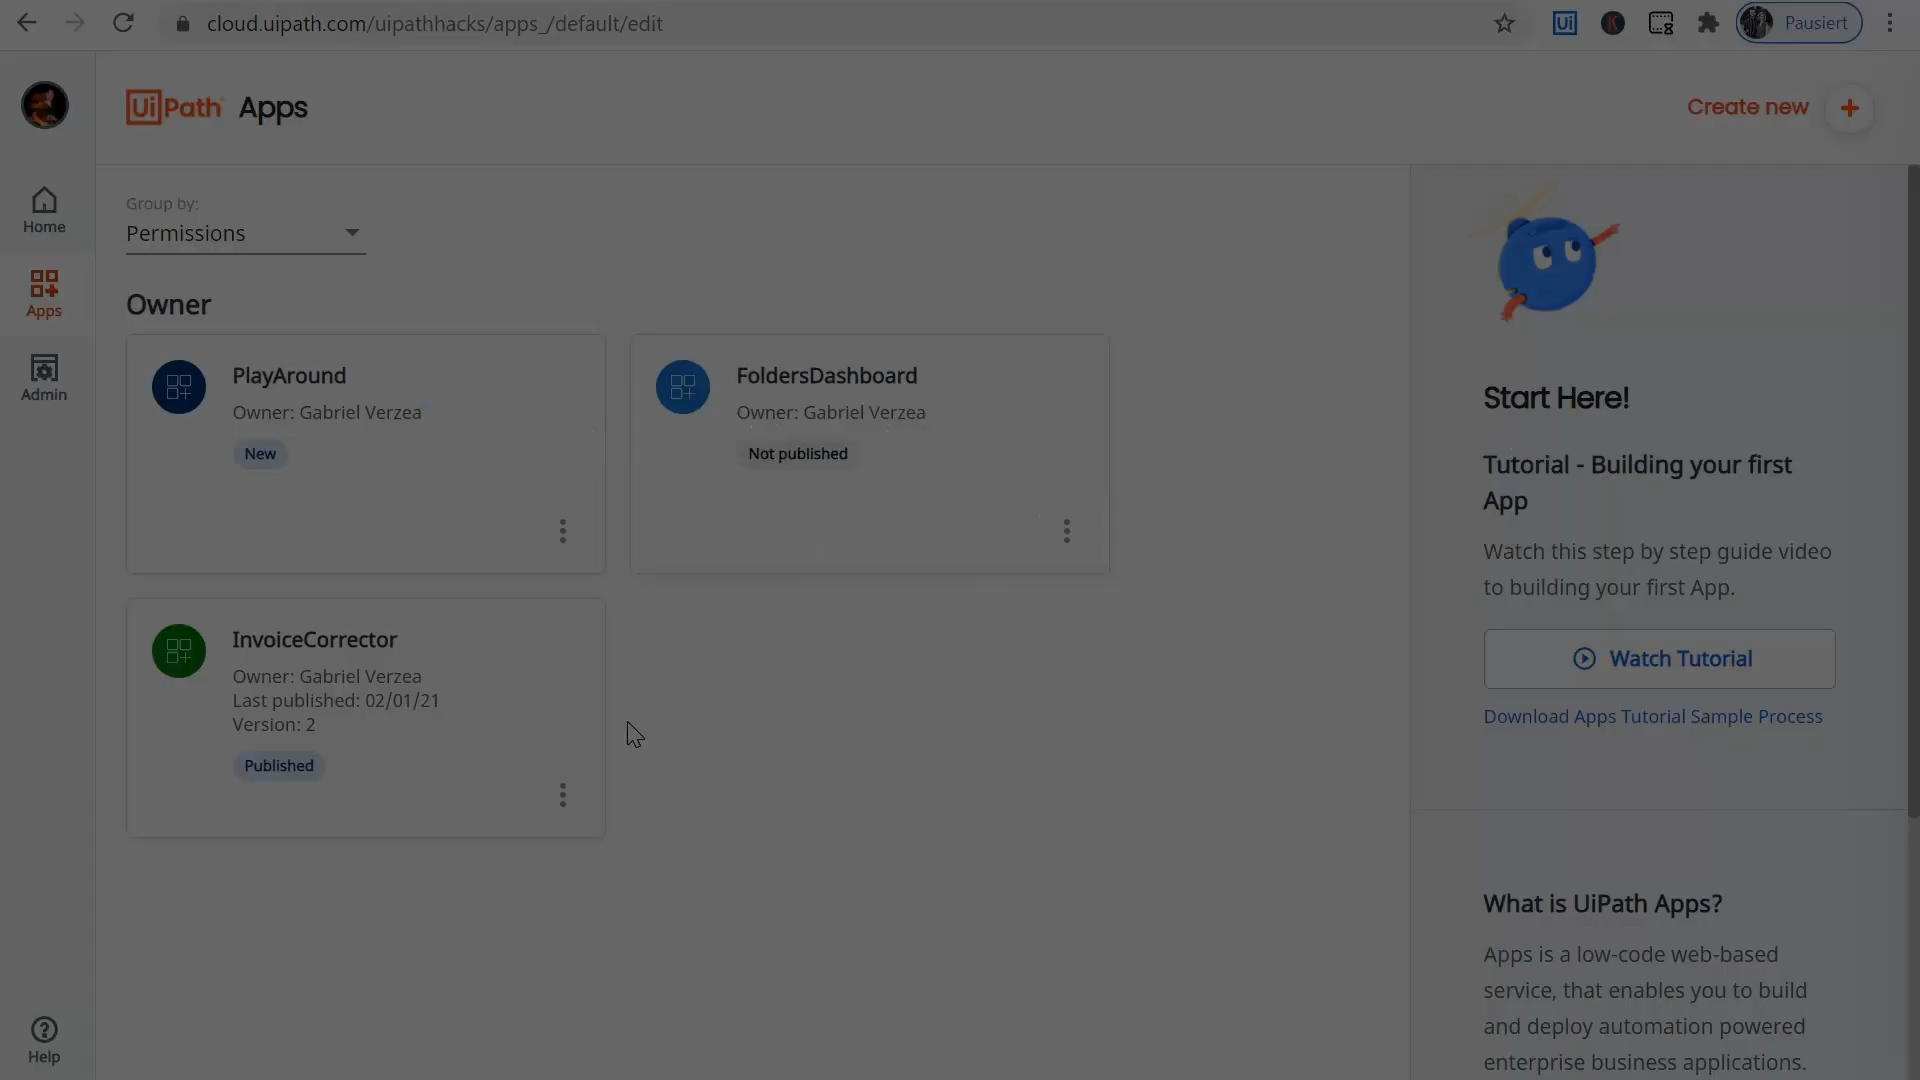 cloud.uipath.com/uipathhacks/apps_/default/edit
Ui
K
Pausiert
UiPath Apps
Create new +
Home
Apps
Admin
Help
Group by:
Permissions
Owner
PlayAround
Owner: Gabriel Verzea
New
FoldersDashboard
Owner: Gabriel Verzea
Not published
InvoiceCorrector
Owner: Gabriel Verzea
Last published: 02/01/21
Version: 2
Published
Start Here!
Tutorial - Building your first
App
Watch this step by step guide video
to building your first App.
Watch Tutorial
Download Apps Tutorial Sample Process
What is UiPath Apps?
Apps is a low-code web-based
service, that enables you to build
and deploy automation powered
enterprise business applications.